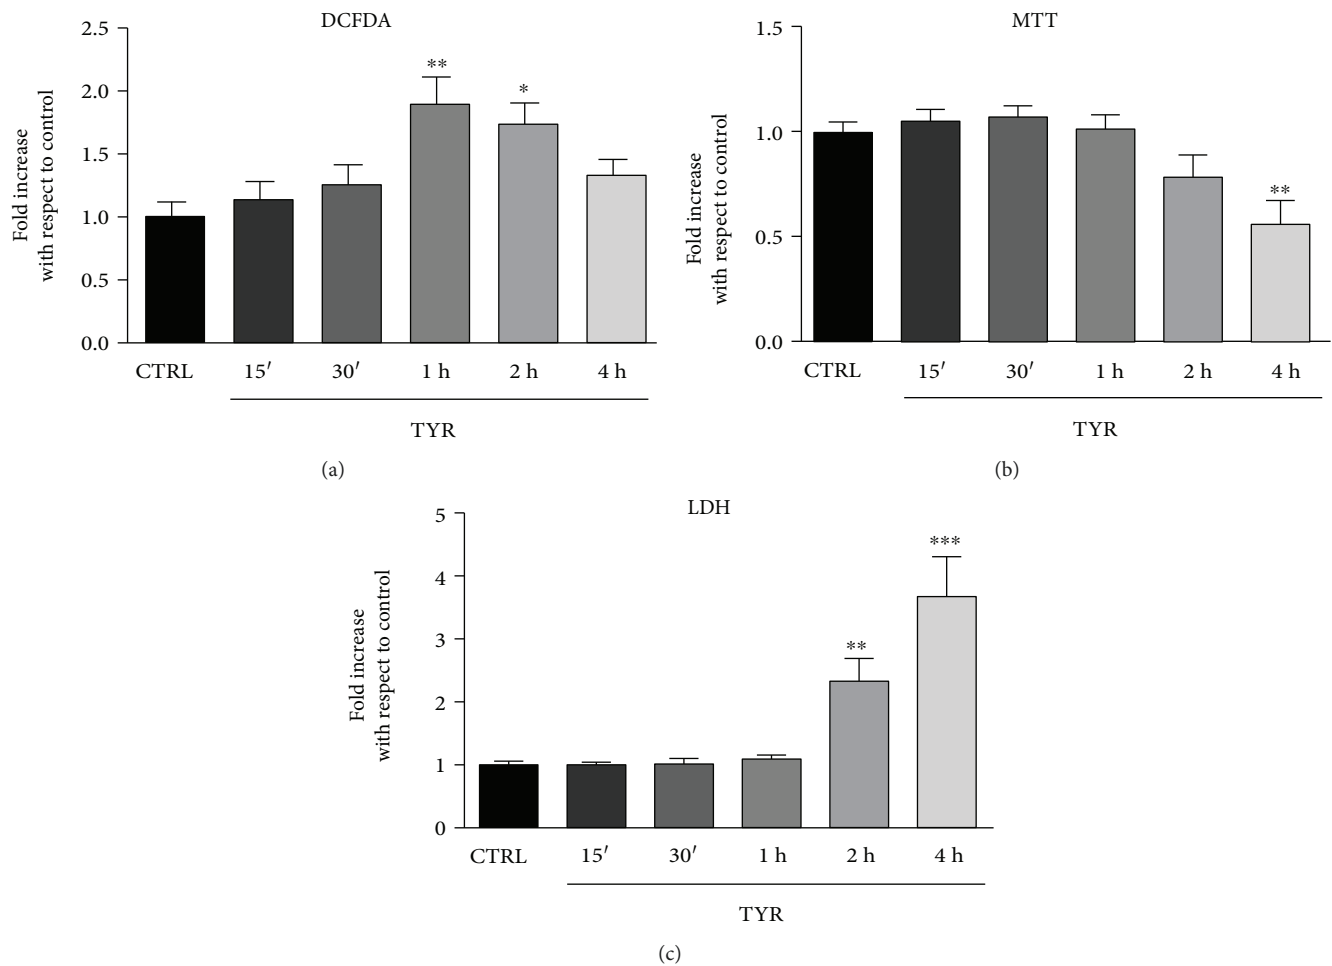 DCFDA
Fold increase
with respect to control
2.5
2.0
1.5
1.0
0.5
0.0
**
*
CTRL 15′ 30′ 1 h 2 h 4 h
TYR
(a)
MTT
Fold increase
with respect to control
1.5
1.0
0.5
0.0
**
CTRL 15′ 30′ 1 h 2 h 4 h
TYR
(b)
LDH
Fold increase
with respect to control
5
4
3
2
1
0
**
***
CTRL 15′ 30′ 1 h 2 h 4 h
TYR
(c)